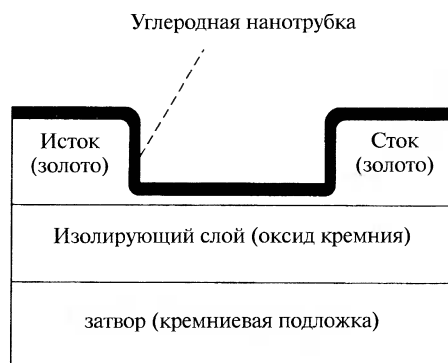 Углеродная нанотрубка
Исток
(золото)
Сток
(золото)
Изолирующий слой (оксид кремния)
затвор (кремниевая подложка)